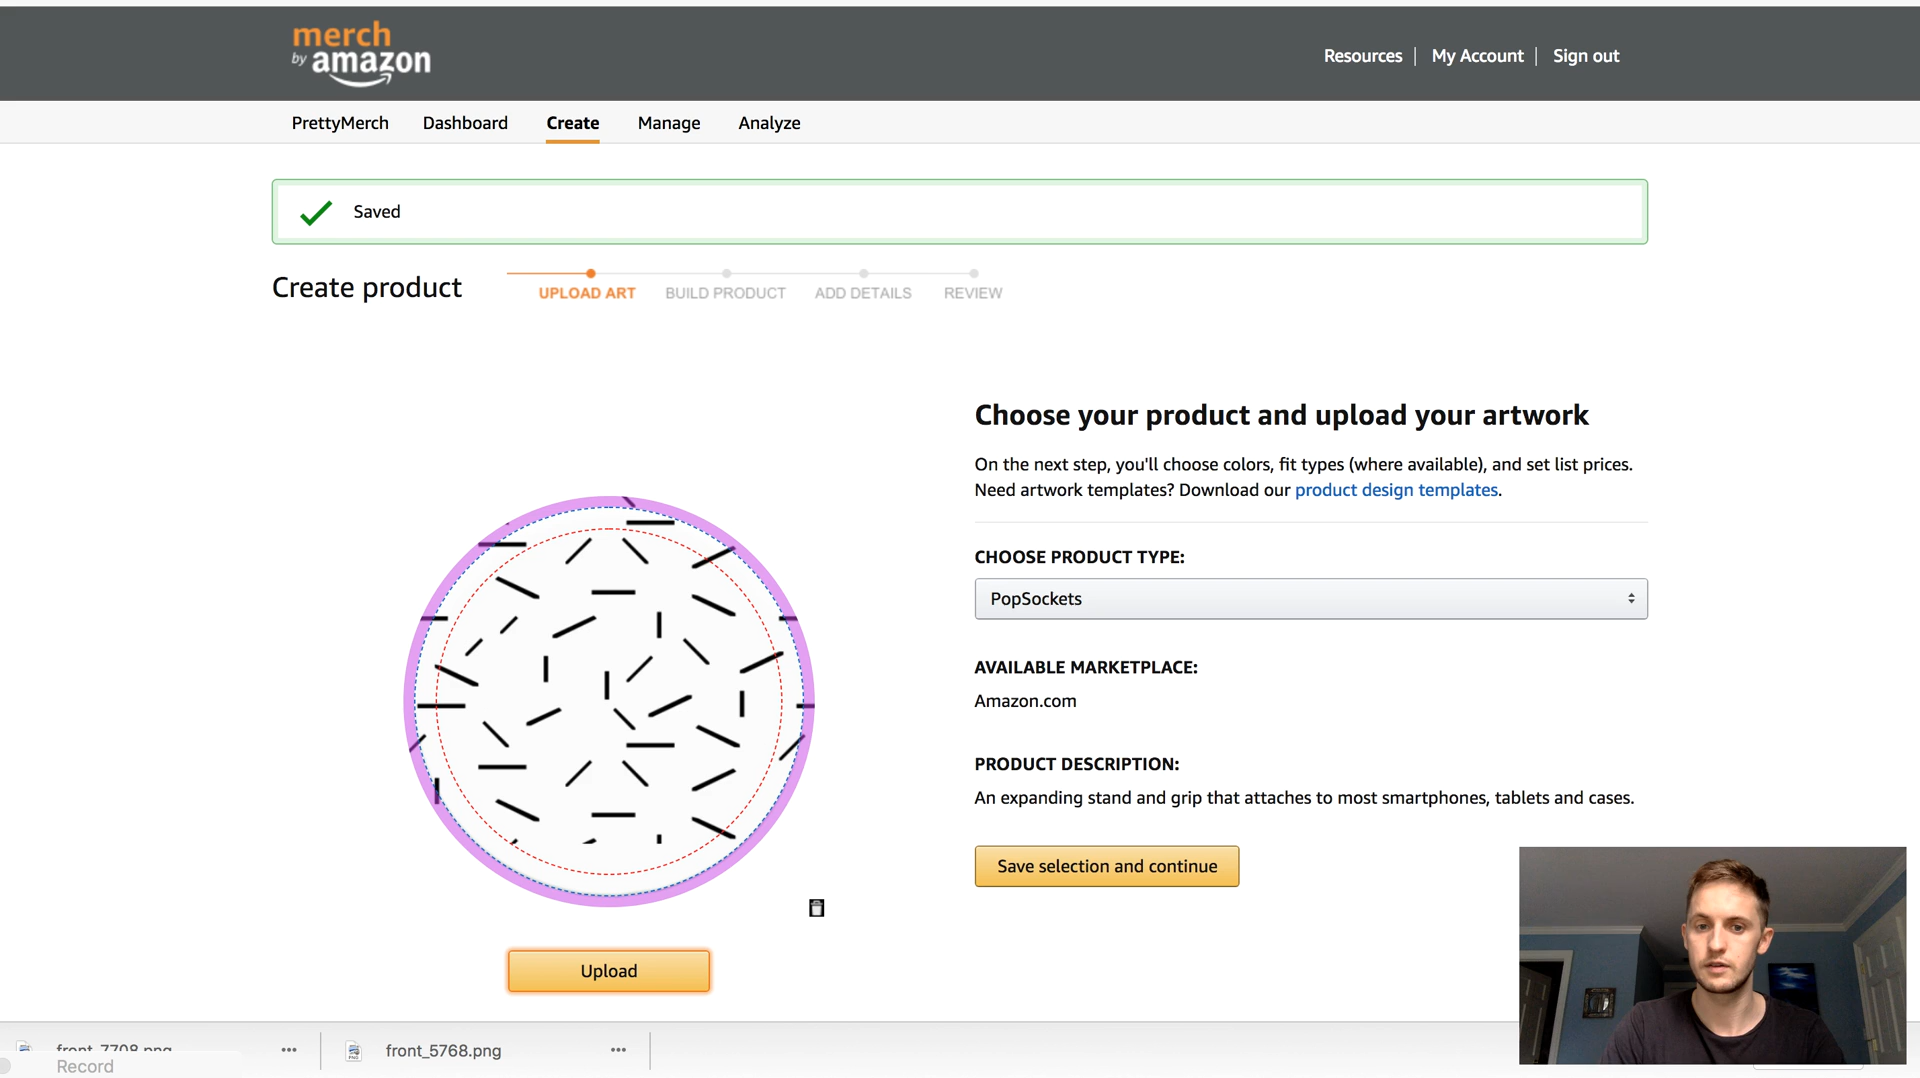 merch
by amazon
Resources
My Account
Sign out
PrettyMerch
Dashboard
Create
Manage
Analyze
Saved
Create product
UPLOAD ART
BUILD PRODUCT
ADD DETAILS
REVIEW
Choose your product and upload your artwork
On the next step, you'll choose colors, fit types (where available), and set list prices.
Need artwork templates? Download our product design templates.
CHOOSE PRODUCT TYPE:
PopSockets
AVAILABLE MARKETPLACE:
Amazon.com
PRODUCT DESCRIPTION:
An expanding stand and grip that attaches to most smartphones, tablets and cases.
Save selection and continue
Upload
front_7708.png
front_5768.png
Record